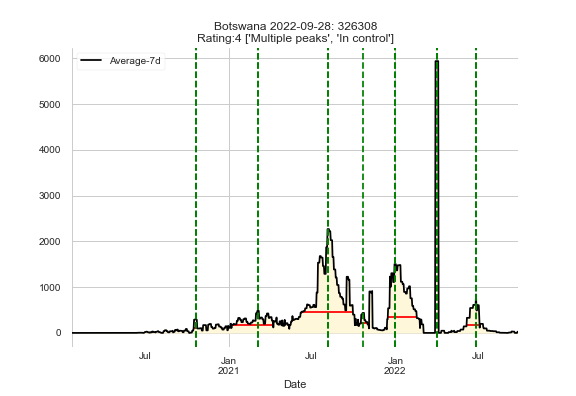 Botswana 2022-09-28: 326308
Rating:4 ['Multiple peaks', 'In control']
Average-7d
6000
5000
4000
3000
2000
1000
0
Jul
Jan
2021
Jul
Jan
2022
Jul
Date